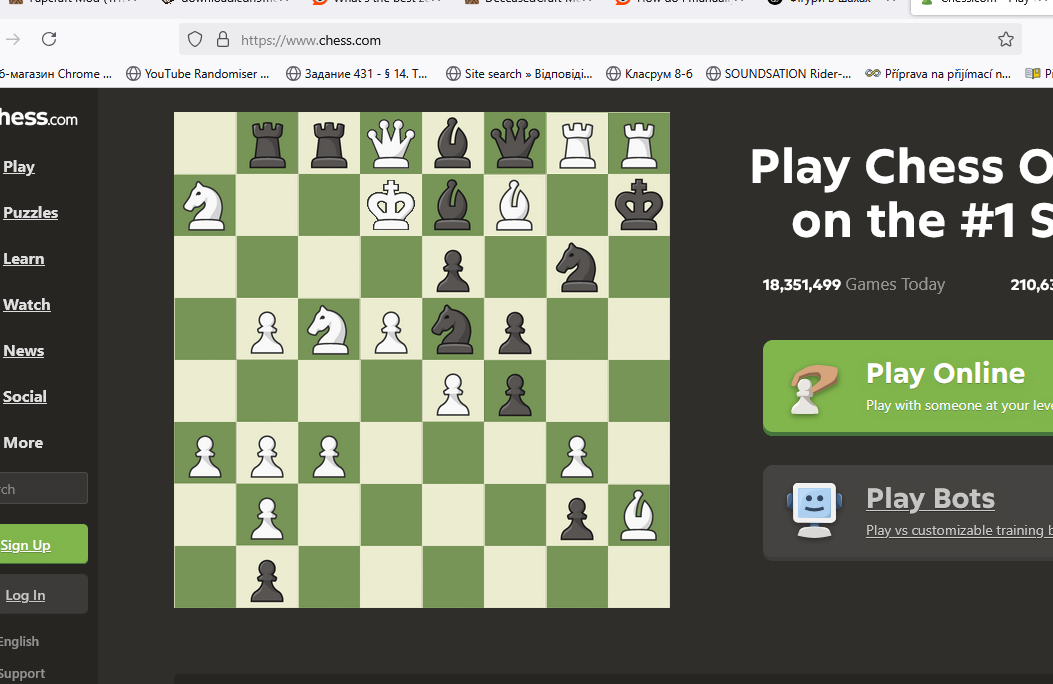 https://www.chess.com
б-магазин Chrome ...
YouTube Randomiser ...
Задание 431 - § 14. Т...
Site search » Відповіді...
Класрум 8-6
SOUNDSATION Rider-...
Příprava na přijímací n...
hess.com
Play
Puzzles
Learn
Watch
News
Social
More
rch
Sign Up
Log In
English
Support
Play Chess O
on the #1 S
18,351,499 Games Today
210,63
Play Online
Play with someone at your leve
Play Bots
Play vs customizable training b